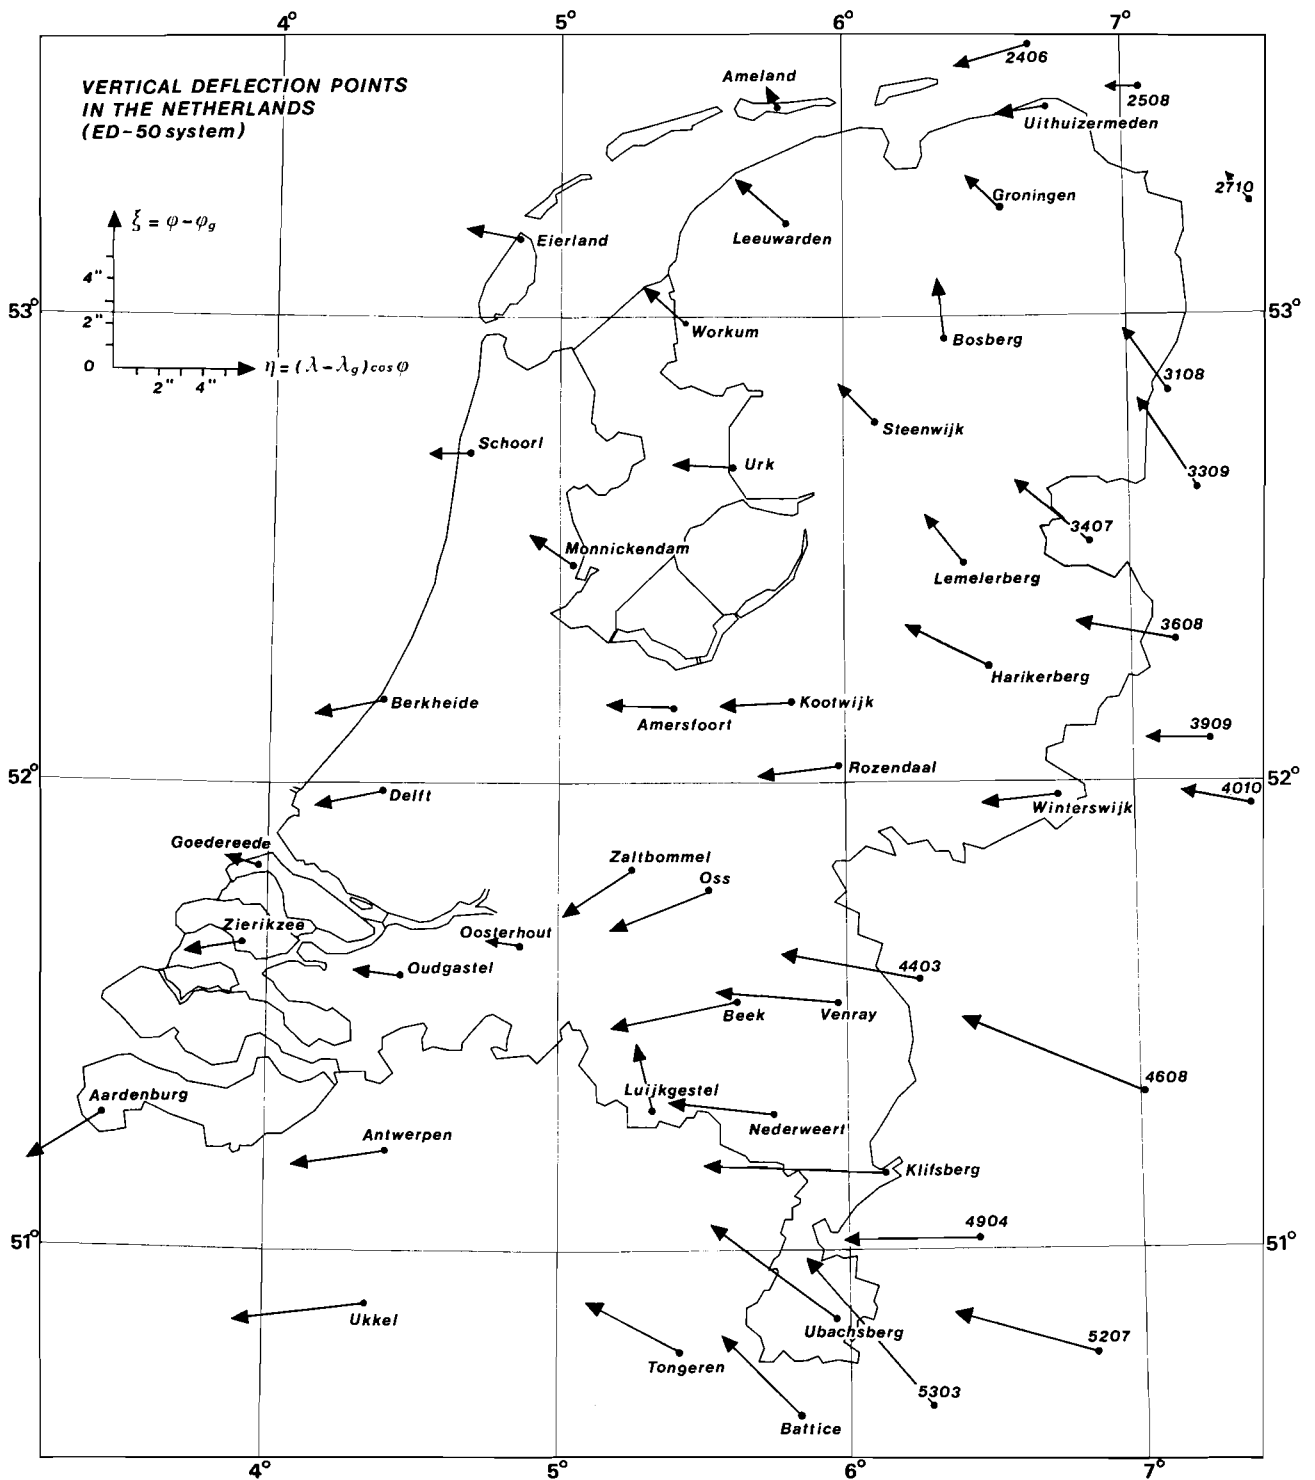 4° 5° 6° 7°
VERTICAL DEFLECTION POINTS
IN THE NETHERLANDS
(ED-50 system)
2406
Ameland
2508
Uithuizermeden
2710
Groningen
ξ = φ-φg
Eierland
Leeuwarden
4"
53° 53°
2"
Workum
Bosberg
0
η = (λ-λg) cos φ
2" 4"
3108
Steenwijk
Schoorl
Urk
3309
3407
Monnickendam
Lemelerberg
3608
Harikerberg
Berkheide
Kootwijk
Amersfoort
3909
Rozendaal
52° 52°
4010
Delft
Winterswijk
Goedereede
Zaltbommel
Oss
Zierikzee
Oosterhout
Oudgastel
4403
Beek
Venray
4608
Luijkgestel
Aardenburg
Nederweert
Antwerpen
Klifsberg
4904
51° 51°
Ukkel
Ubachsberg
5207
Tongeren
5303
Battice
4° 5° 6° 7°